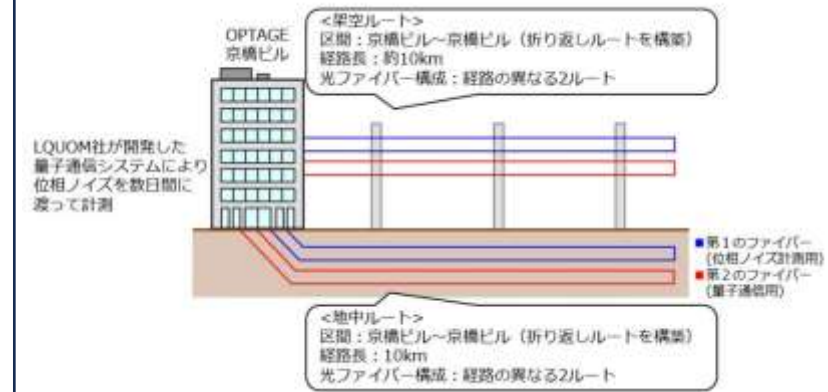 <架空ルート>
区間：京橋ビル～京橋ビル（折り返しルートを構築）
経路長：約10km
光ファイバー構成：経路の異なる2ルート
OPTAGE
京橋ビル
LQUOM社が開発した
量子通信システムにより
位相ノイズを数日間に
渡って計測
■第1のファイバー
(位相ノイズ計測用)
■第2のファイバー
(量子通信用)
<地中ルート>
区間：京橋ビル～京橋ビル（折り返しルートを構築）
経路長：10km
光ファイバー構成：経路の異なる2ルート